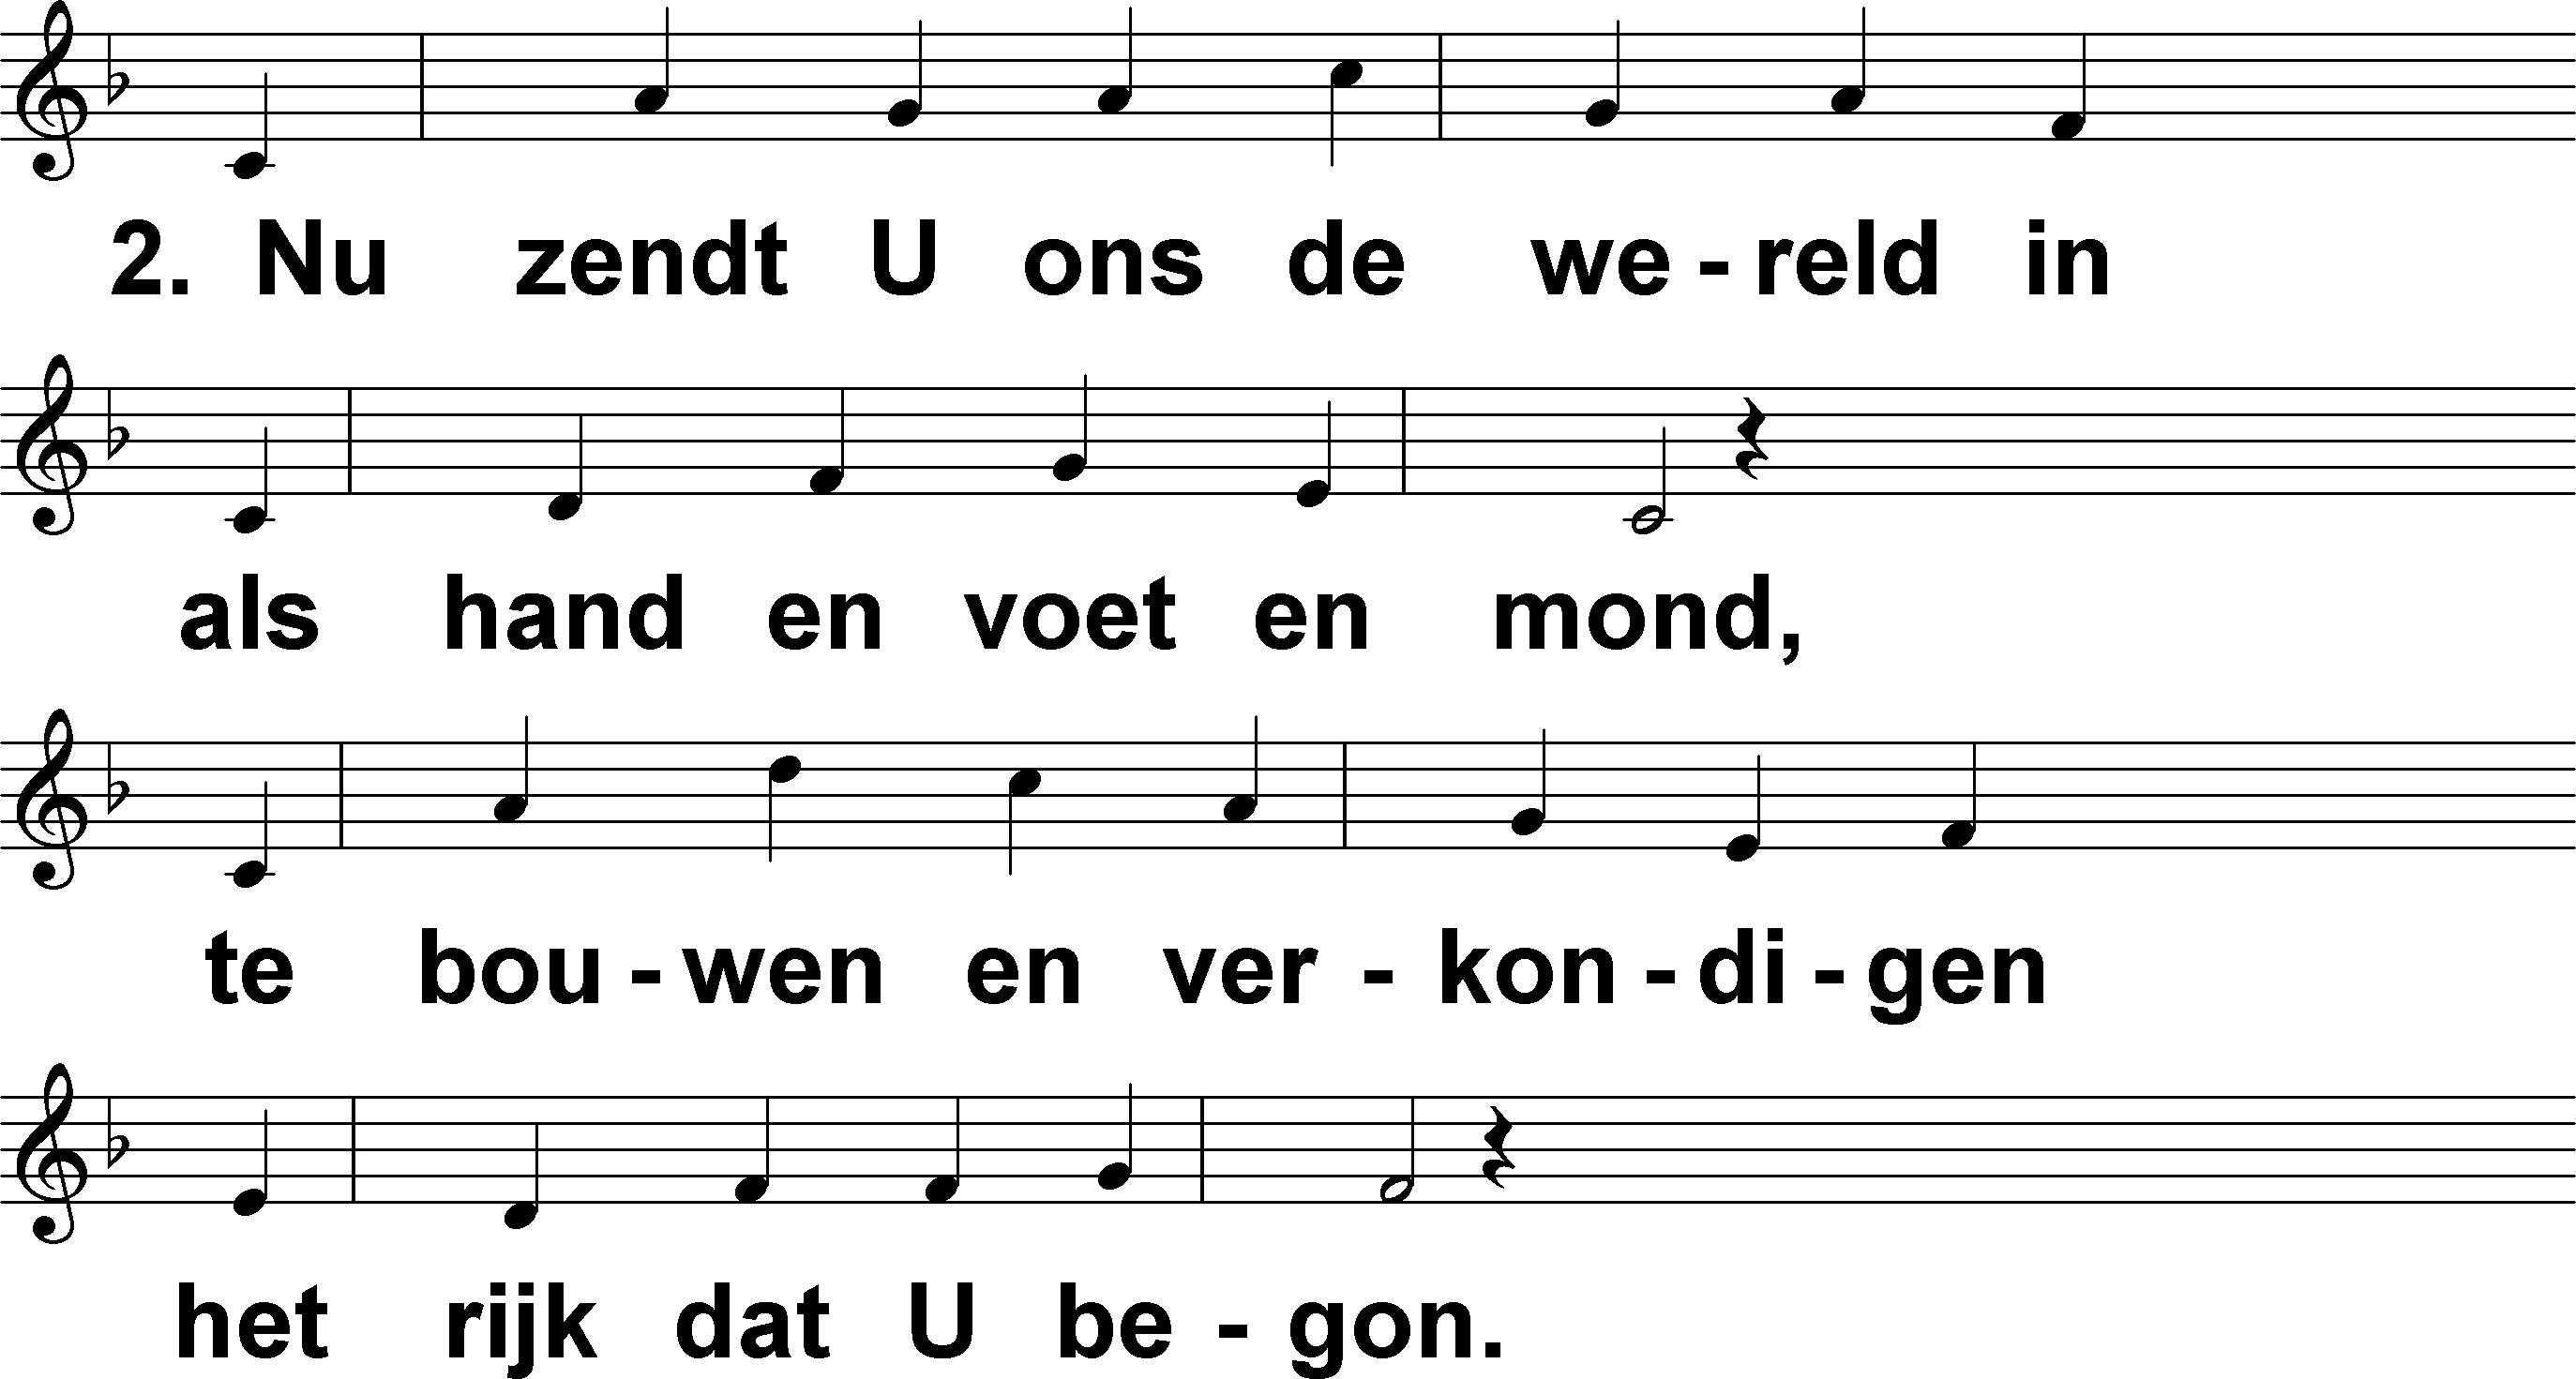 2. Nu zendt U ons de we - reld in
als hand en voet en mond,
te bou - wen en ver - kon - di - gen
het rijk dat U be - gon.